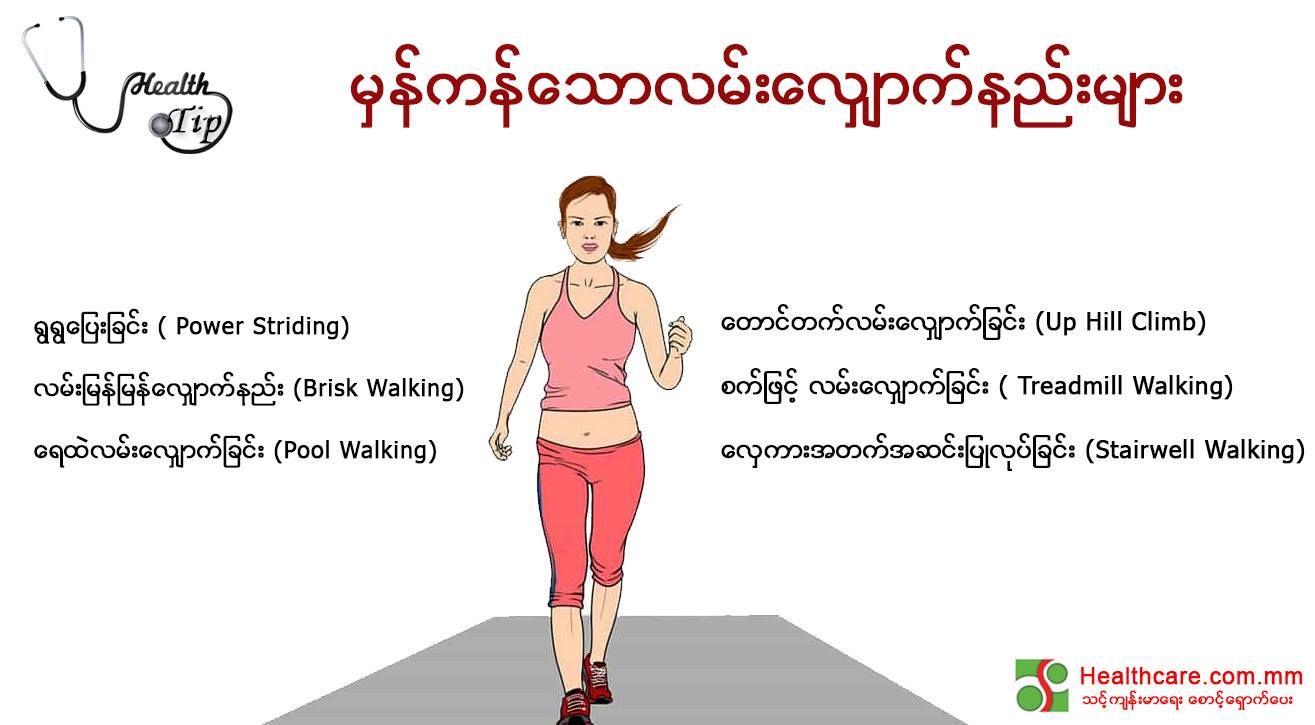 Health
Tip
မှန်ကန်သောလမ်းလျှောက်နည်းများ
ရွရွပြေးခြင်း ( Power Striding)
လမ်းမြန်မြန်လျှောက်နည်း (Brisk Walking)
ရေထဲလမ်းလျှောက်ခြင်း (Pool Walking)
တောင်တက်လမ်းလျှောက်ခြင်း (Up Hill Climb)
စက်ဖြင့် လမ်းလျှောက်ခြင်း ( Treadmill Walking)
လှေကားအတက်အဆင်းပြုလုပ်ခြင်း (Stairwell Walking)
Healthcare.com.mm
သင့်ကျန်းမာရေး စောင့်ရှောက်ပေး